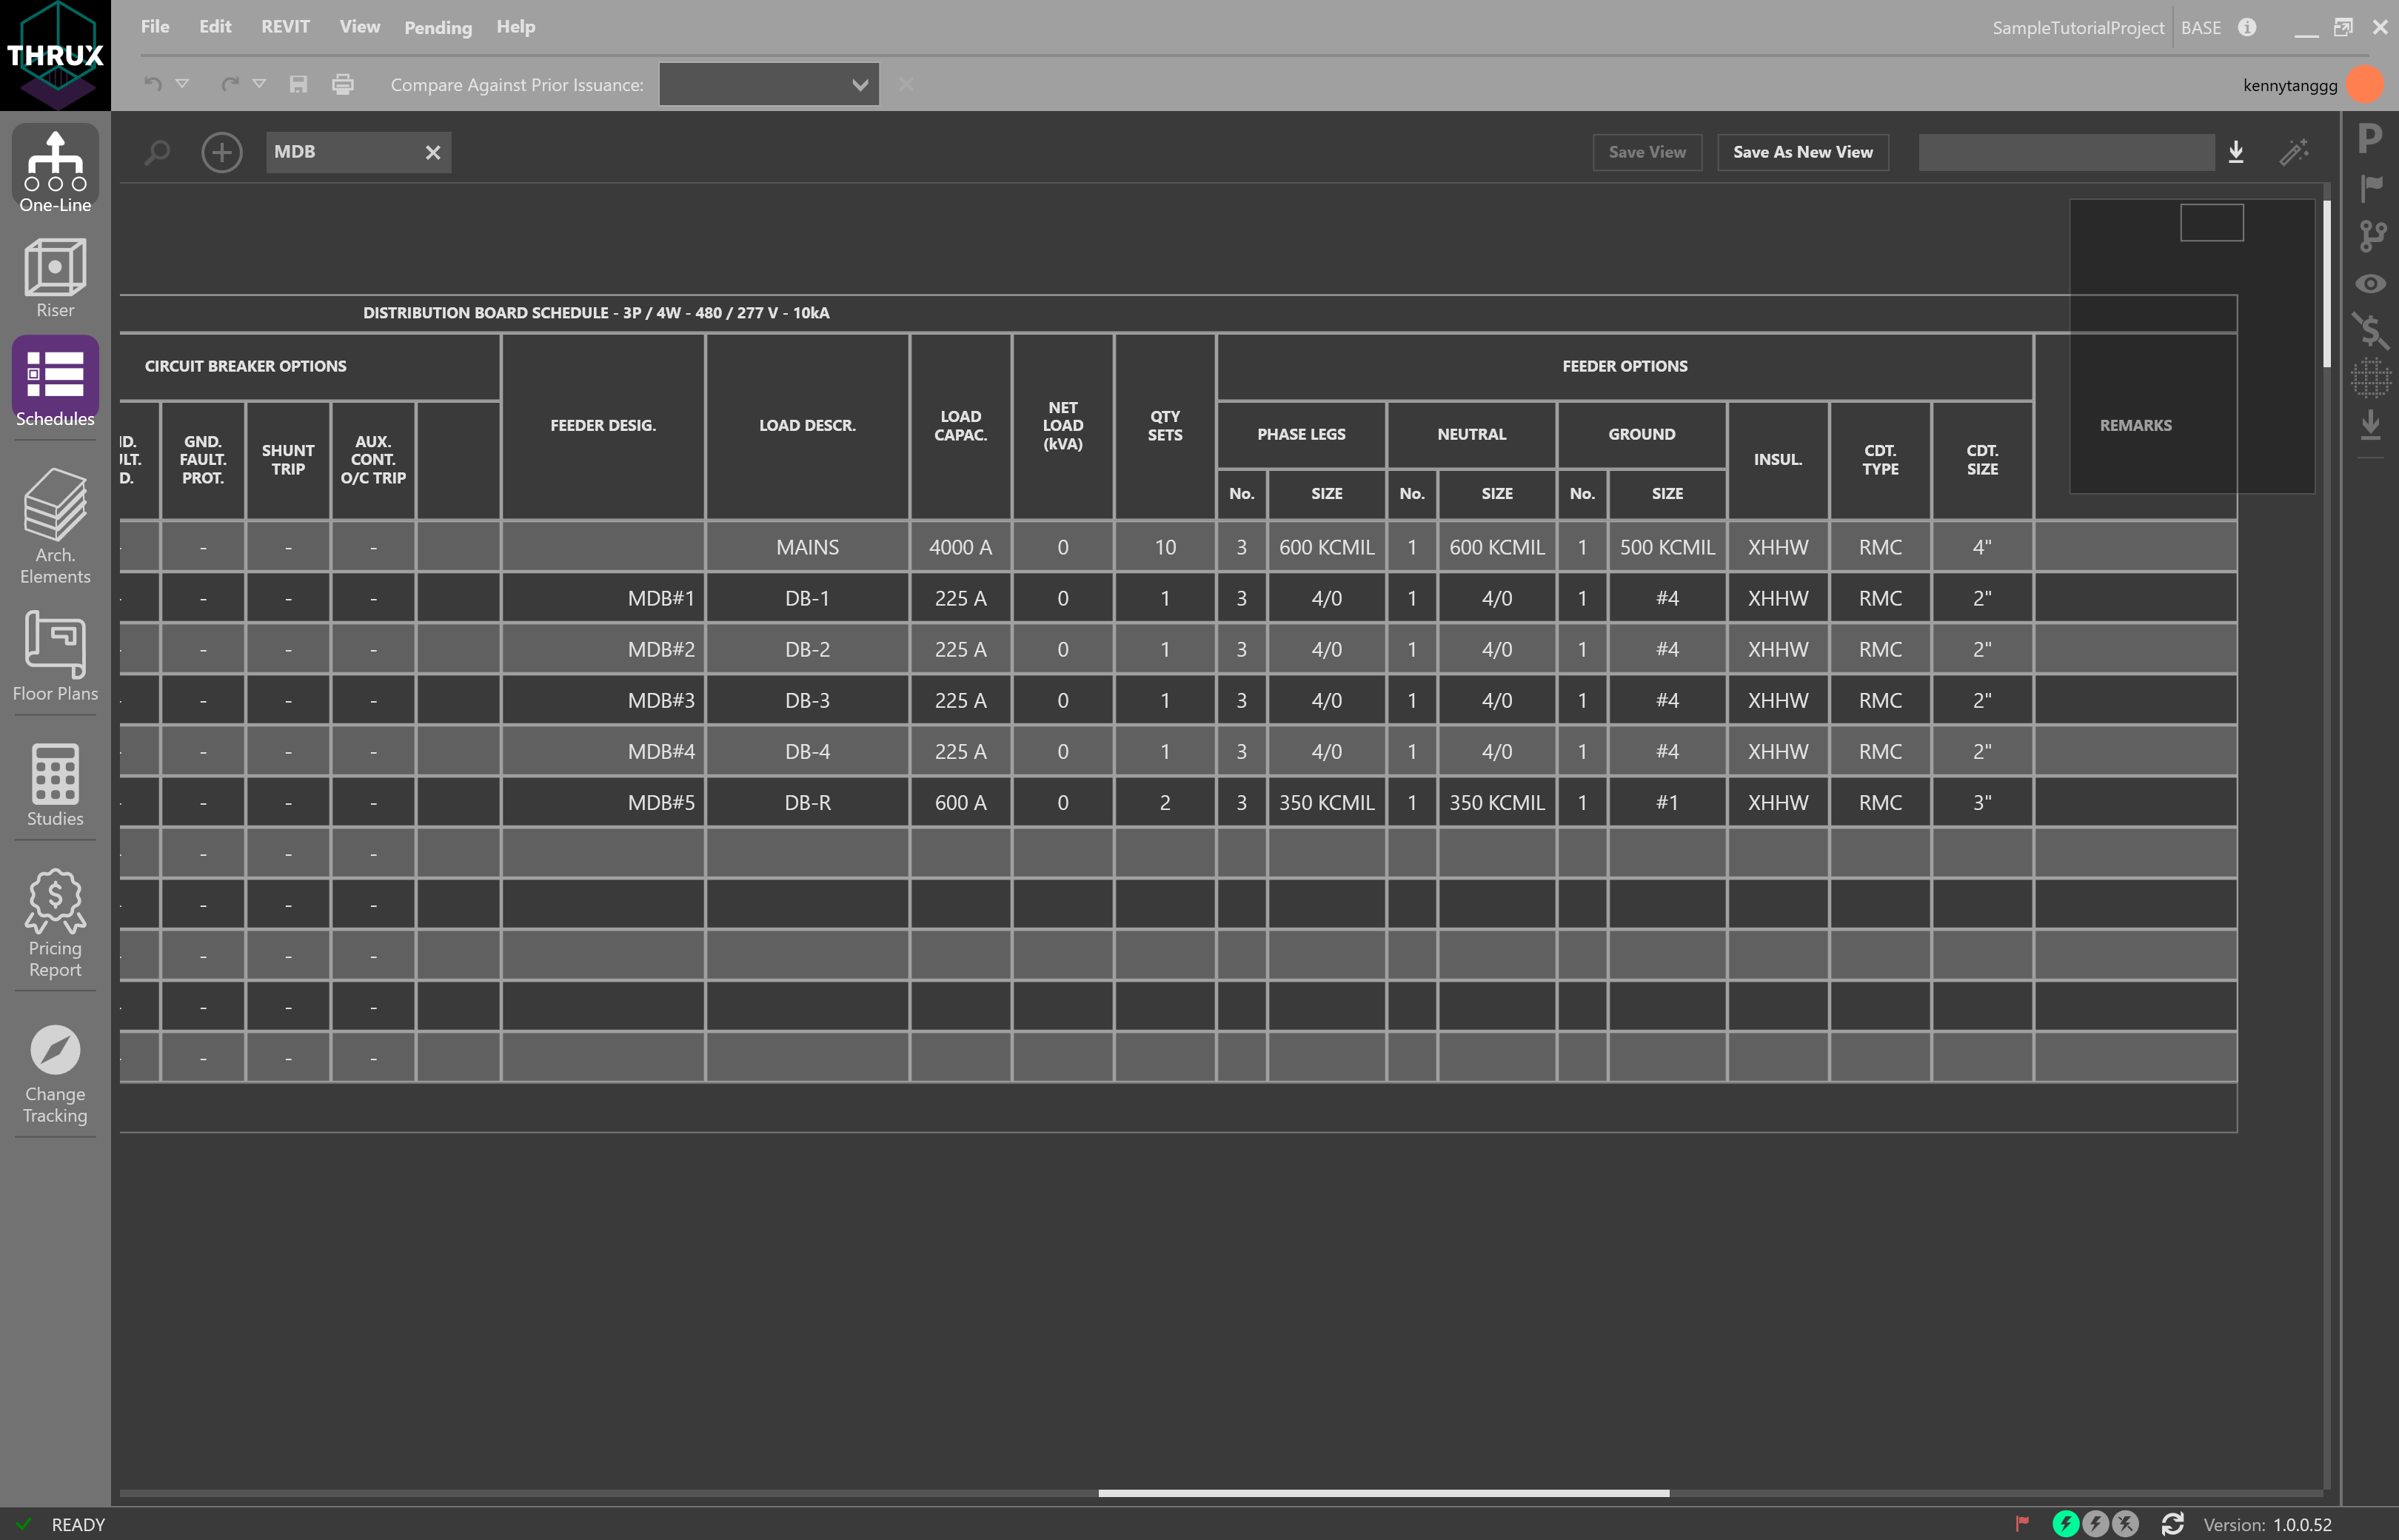 THRUX
File Edit REVIT View Pending Help
SampleTutorialProject BASE
Compare Against Prior Issuance:
kennytanggg
MDB
Save View
Save As New View
One-Line
Riser
Schedules
Arch.
Elements
Floor Plans
Studies
Pricing
Report
Change
Tracking
P
DISTRIBUTION BOARD SCHEDULE - 3P / 4W - 480 / 277 V - 10kA
CIRCUIT BREAKER OPTIONS
GND.
FAULT.
PROT.
SHUNT
TRIP
AUX.
CONT.
O/C TRIP
FEEDER DESIG.
LOAD DESCR.
LOAD
CAPAC.
NET
LOAD
(kVA)
QTY
SETS
FEEDER OPTIONS
PHASE LEGS
NEUTRAL
GROUND
No. SIZE No. SIZE No. SIZE
INSUL.
CDT.
TYPE
CDT.
SIZE
REMARKS
- - - - MAINS 4000 A 0 10 3 600 KCMIL 1 600 KCMIL 1 500 KCMIL XHHW RMC 4"
- - - - MDB#1 DB-1 225 A 0 1 3 4/0 1 4/0 1 #4 XHHW RMC 2"
- - - - MDB#2 DB-2 225 A 0 1 3 4/0 1 4/0 1 #4 XHHW RMC 2"
- - - - MDB#3 DB-3 225 A 0 1 3 4/0 1 4/0 1 #4 XHHW RMC 2"
- - - - MDB#4 DB-4 225 A 0 1 3 4/0 1 4/0 1 #4 XHHW RMC 2"
- - - - MDB#5 DB-R 600 A 0 2 3 350 KCMIL 1 350 KCMIL 1 #1 XHHW RMC 3"
- - - -
- - - -
- - - -
- - - -
- - - -
READY
Version: 1.0.0.52